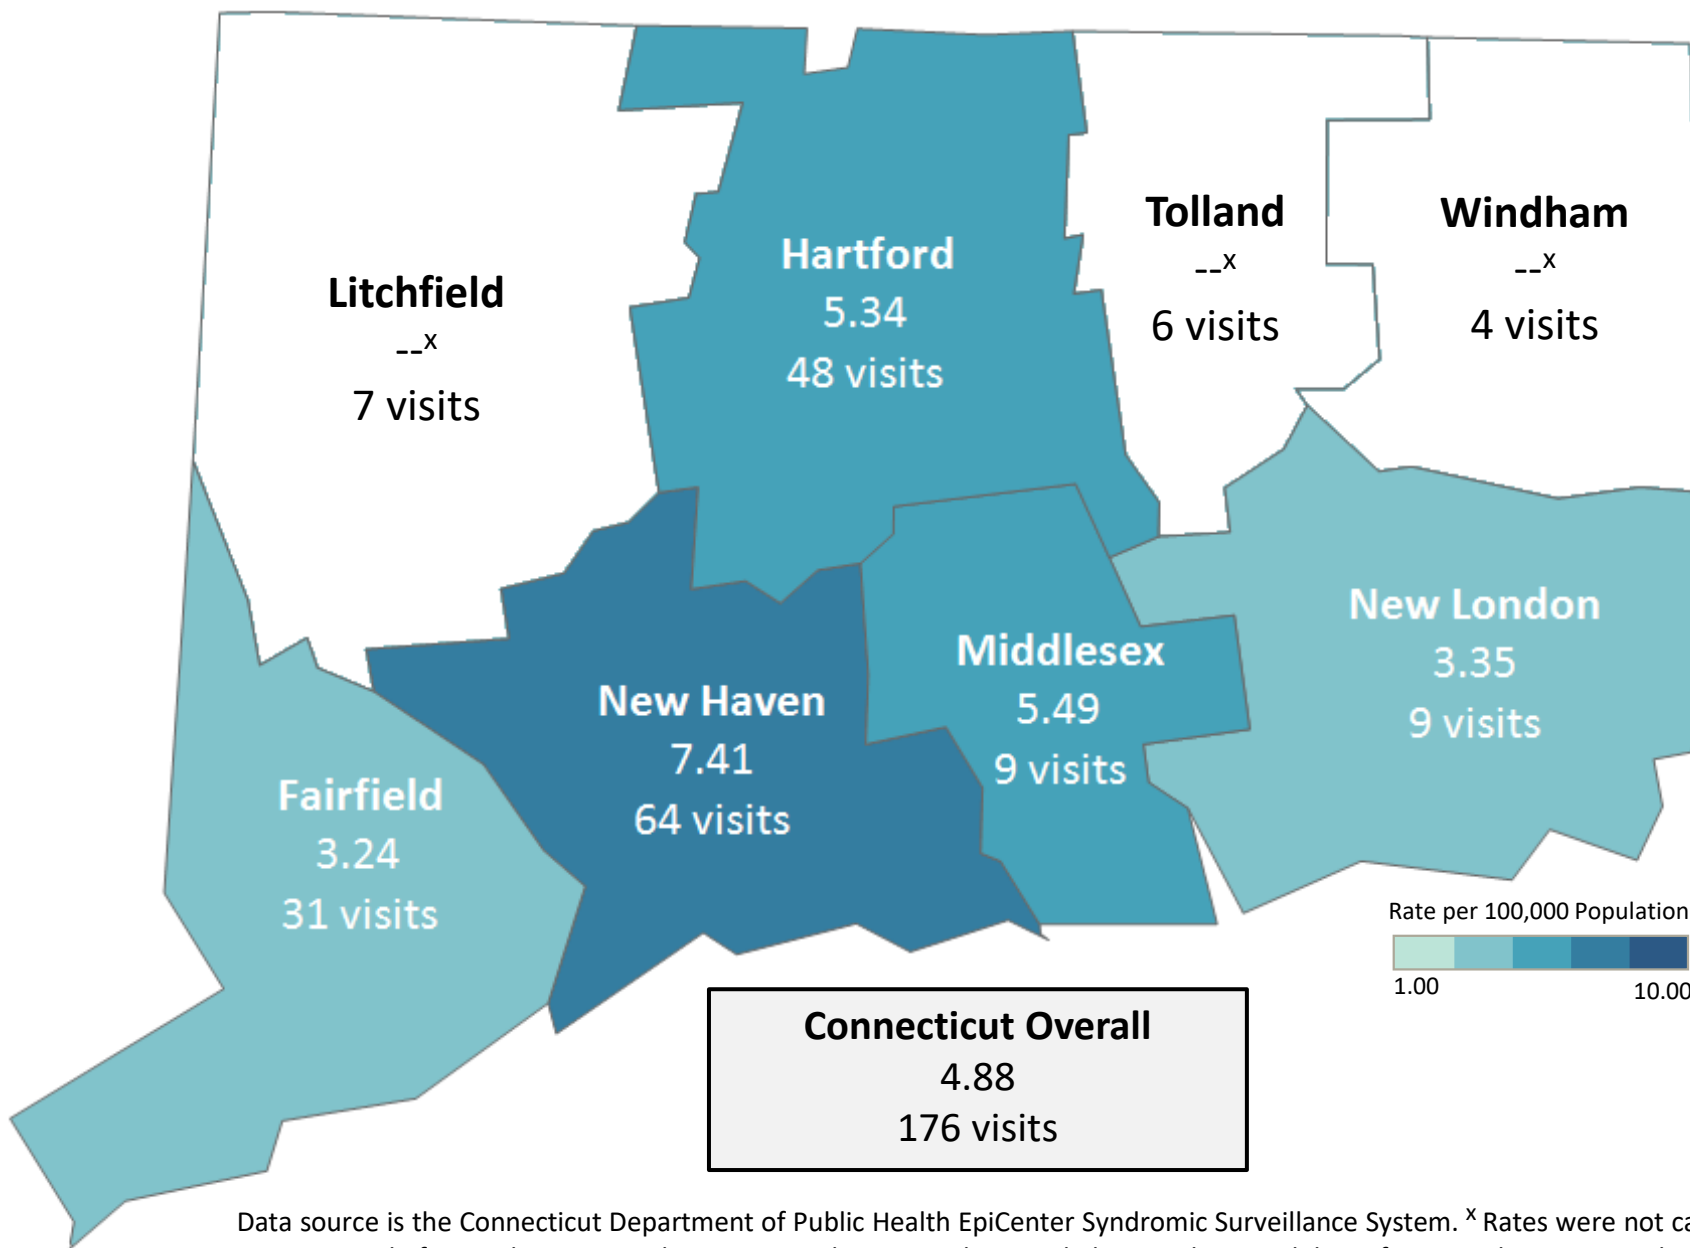 Litchfield
--x
7 visits
Hartford
5.34
48 visits
Tolland
--x
6 visits
Windham
--x
4 visits
Fairfield
3.24
31 visits
New Haven
7.41
64 visits
Middlesex
5.49
9 visits
New London
3.35
9 visits
Rate per 100,000 Population
1.00
10.00
Connecticut Overall
4.88
176 visits
Data source is the Connecticut Department of Public Health EpiCenter Syndromic Surveillance System. x Rates were not ca